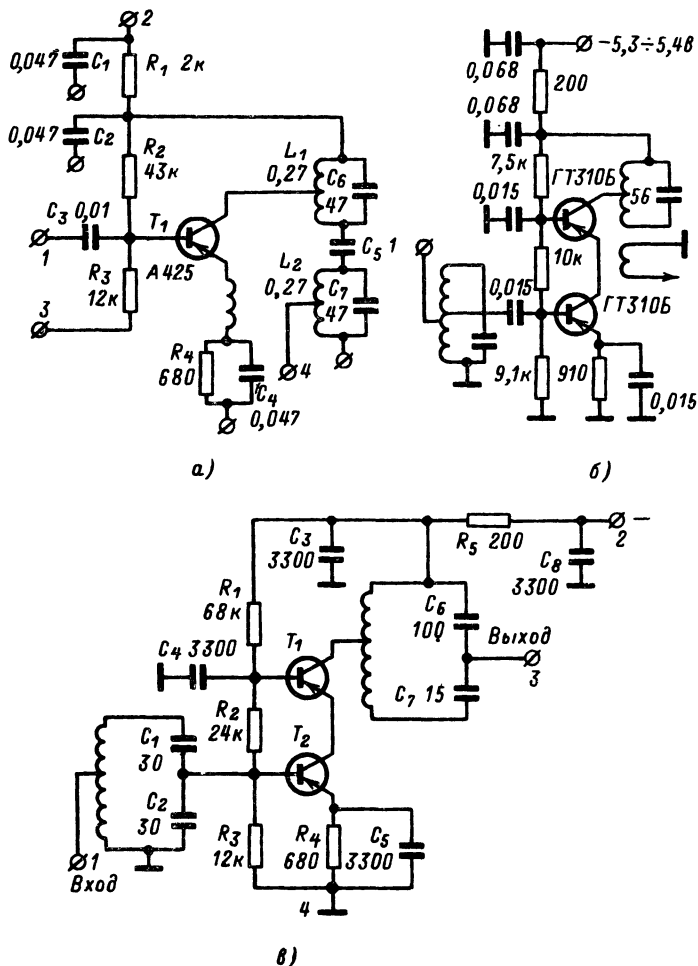 2
0,047
C1
R1 2к
0,047
C2
R2
43к
C3 0,01
1
T1
A425
R3
12к
3
L1
0,27
C6
47
C5 1
L2
0,27
C7
47
4
R4
680
C4
0,047
а)
−5,3÷5,4в
0,068
200
0,068
7,5к
ГТ310Б
56
0,015
10к
0,015
ГТ310Б
9,1к
910
0,015
б)
C3
3300
R5 200
2 −
C8
3300
R1
68к
C6
100
Выход
3
C4 3300
T1
C7 15
R2
24к
C1
30
T2
C2
30
1
Вход
R3
12к
R4
680
C5
3300
4
в)